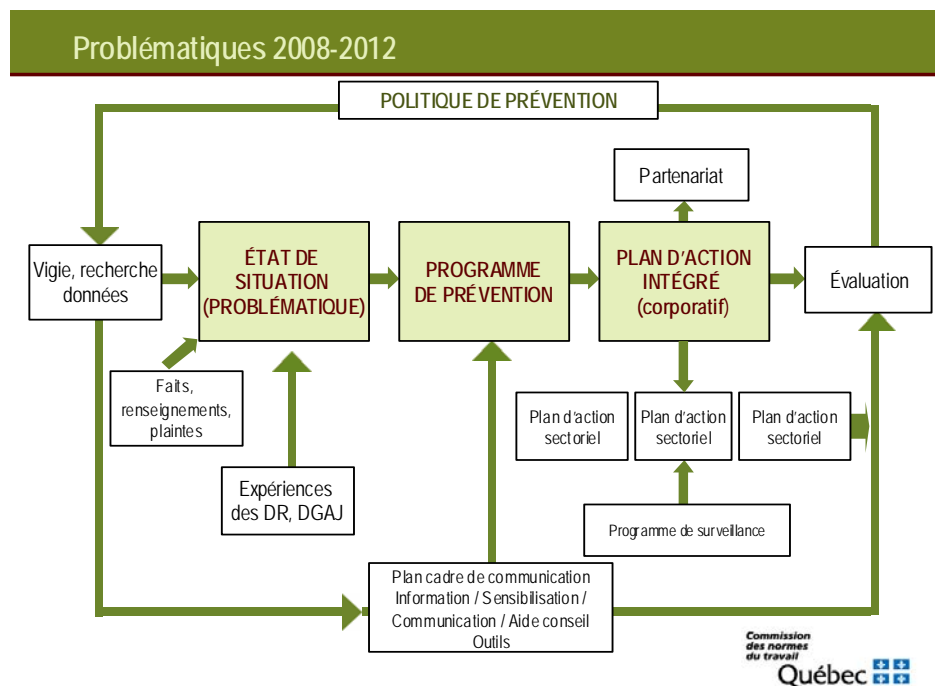 Problématiques 2008-2012
POLITIQUE DE PRÉVENTION
Partenariat
Vigie, recherche
données
ÉTAT DE
SITUATION
(PROBLÉMATIQUE)
PROGRAMME
DE PRÉVENTION
PLAN D'ACTION
INTÉGRÉ
(corporatif)
Évaluation
Faits,
renseignements,
plaintes
Plan d'action
sectoriel
Plan d'action
sectoriel
Plan d'action
sectoriel
Expériences
des DR, DGAJ
Programme de surveillance
Plan cadre de communication
Information / Sensibilisation /
Communication / Aide conseil
Outils
Commission
des normes
du travail
Québec